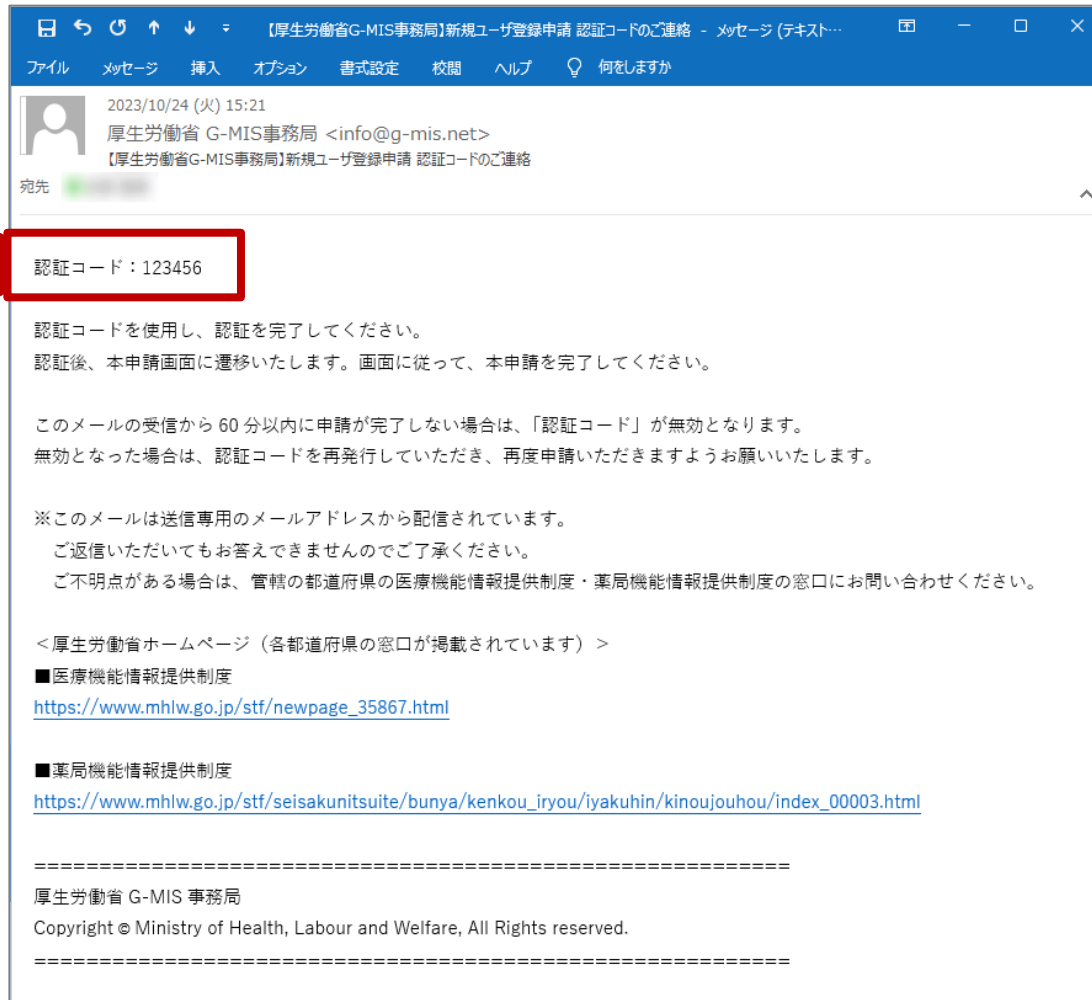 【厚生労働省G-MIS事務局】新規ユーザ登録申請 認証コードのご連絡 - メッセージ (テキスト…
ファイル メッセージ 挿入 オプション 書式設定 校閲 ヘルプ 何をしますか
2023/10/24 (火) 15:21
厚生労働省 G-MIS事務局 <info@g-mis.net>
【厚生労働省G-MIS事務局】新規ユーザ登録申請 認証コードのご連絡
宛先
認証コード：123456
認証コードを使用し、認証を完了してください。
認証後、本申請画面に遷移いたします。画面に従って、本申請を完了してください。
このメールの受信から 60 分以内に申請が完了しない場合は、「認証コード」が無効となります。
無効となった場合は、認証コードを再発行していただき、再度申請いただきますようお願いいたします。
※このメールは送信専用のメールアドレスから配信されています。
ご返信いただいてもお答えできませんのでご了承ください。
ご不明点がある場合は、管轄の都道府県の医療機能情報提供制度・薬局機能情報提供制度の窓口にお問い合わせください。
＜厚生労働省ホームページ（各都道府県の窓口が掲載されています）＞
■医療機能情報提供制度
https://www.mhlw.go.jp/stf/newpage_35867.html
■薬局機能情報提供制度
https://www.mhlw.go.jp/stf/seisakunitsuite/bunya/kenkou_iryou/iyakuhin/kinoujouhou/index_00003.html
==========================================================
厚生労働省 G-MIS 事務局
Copyright © Ministry of Health, Labour and Welfare, All Rights reserved.
==========================================================